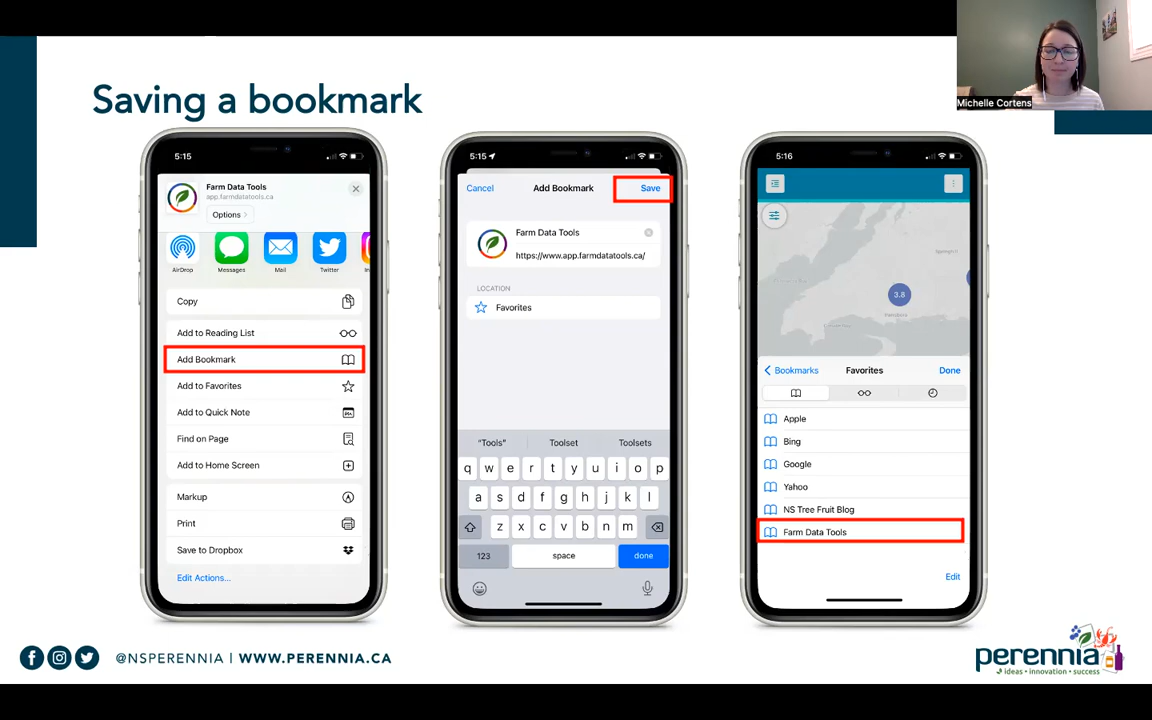 Michelle Cortens
Saving a bookmark
5:15
Farm Data Tools
app.farmdatatools.ca
Options
AirDrop
Messages
Mail
Twitter
Copy
Add to Reading List
Add Bookmark
Add to Favorites
Add to Quick Note
Find on Page
Add to Home Screen
Markup
Print
Save to Dropbox
Edit Actions...
5:15
Cancel
Add Bookmark
Save
Farm Data Tools
https://www.app.farmdatatools.ca/
LOCATION
Favorites
"Tools" Toolset Toolsets
q w e r t y u i o p
a s d f g h j k l
z x c v b n m
123 space done
5:16
3.8
Bookmarks
Favorites
Done
Apple
Bing
Google
Yahoo
NS Tree Fruit Blog
Farm Data Tools
Edit
@NSPERENNIA | WWW.PERENNIA.CA
perennia
ideas • innovation • success